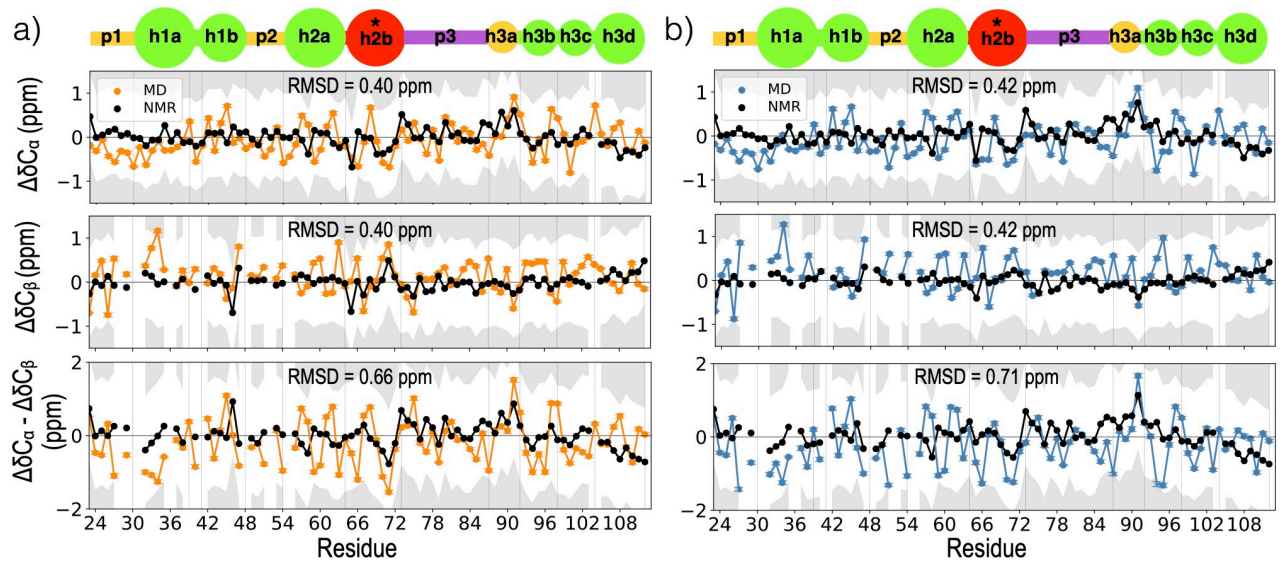 a)
p1 h1a h1b p2 h2a * h2b p3 h3a h3b h3c h3d
RMSD = 0.40 ppm
MD
NMR
ΔδCα (ppm)
1
0
−1
RMSD = 0.40 ppm
ΔδCβ (ppm)
1
0
−1
RMSD = 0.66 ppm
ΔδCα - ΔδCβ
(ppm)
2
0
−2
24 30 36 42 48 54 60 66 72 78 84 90 96 102 108
Residue
b)
p1 h1a h1b p2 h2a * h2b p3 h3a h3b h3c h3d
RMSD = 0.42 ppm
MD
NMR
1
0
−1
RMSD = 0.42 ppm
1
0
−1
RMSD = 0.71 ppm
2
0
−2
24 30 36 42 48 54 60 66 72 78 84 90 96 102 108
Residue